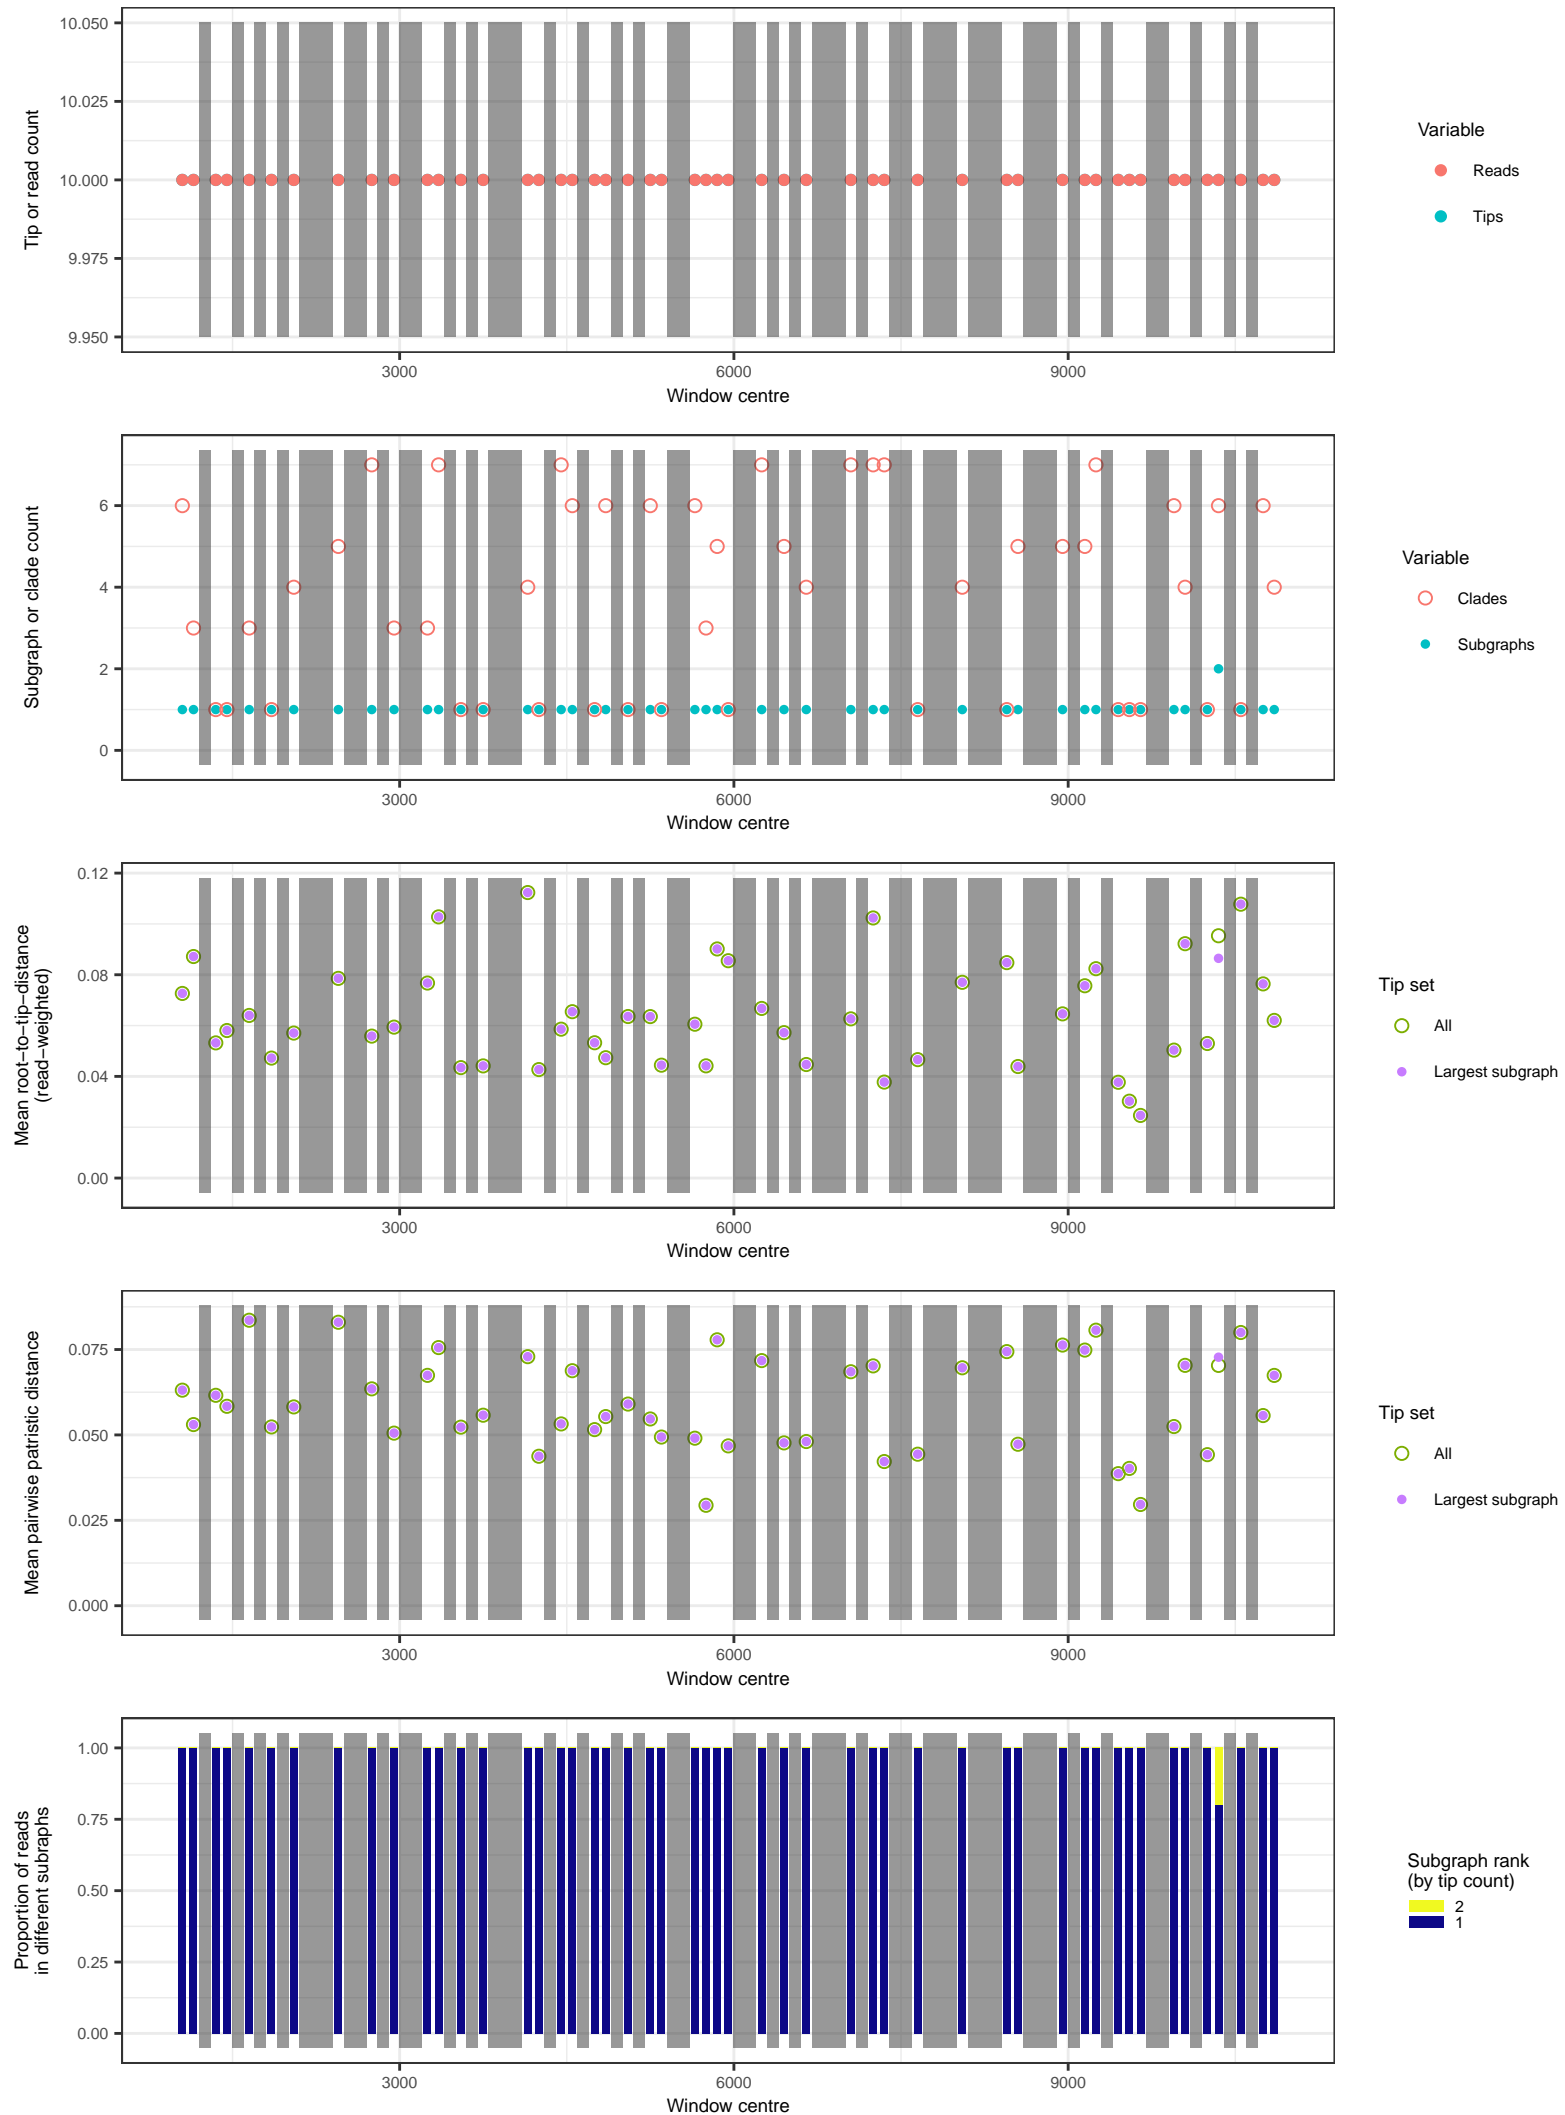 10.050
10.025
10.000
9.975
9.950
Tip or read count
3000
6000
9000
Window centre
Variable
Reads
Tips
6
4
2
0
Subgraph or clade count
3000
6000
9000
Window centre
Variable
Clades
Subgraphs
0.12
0.08
0.04
0.00
Mean root−to−tip−distance
(read−weighted)
3000
6000
9000
Window centre
Tip set
All
Largest subgraph
0.075
0.050
0.025
0.000
Mean pairwise patristic distance
3000
6000
9000
Window centre
Tip set
All
Largest subgraph
1.00
0.75
0.50
0.25
0.00
Proportion of reads
in different subraphs
3000
6000
9000
Window centre
Subgraph rank
(by tip count)
2
1